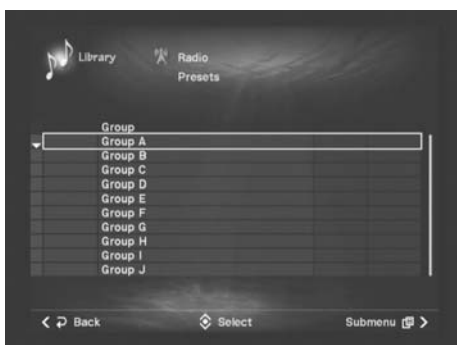 Library Radio
Presets
Group
Group A
Group B
Group C
Group D
Group E
Group F
Group G
Group H
Group I
Group J
Back Select Submenu